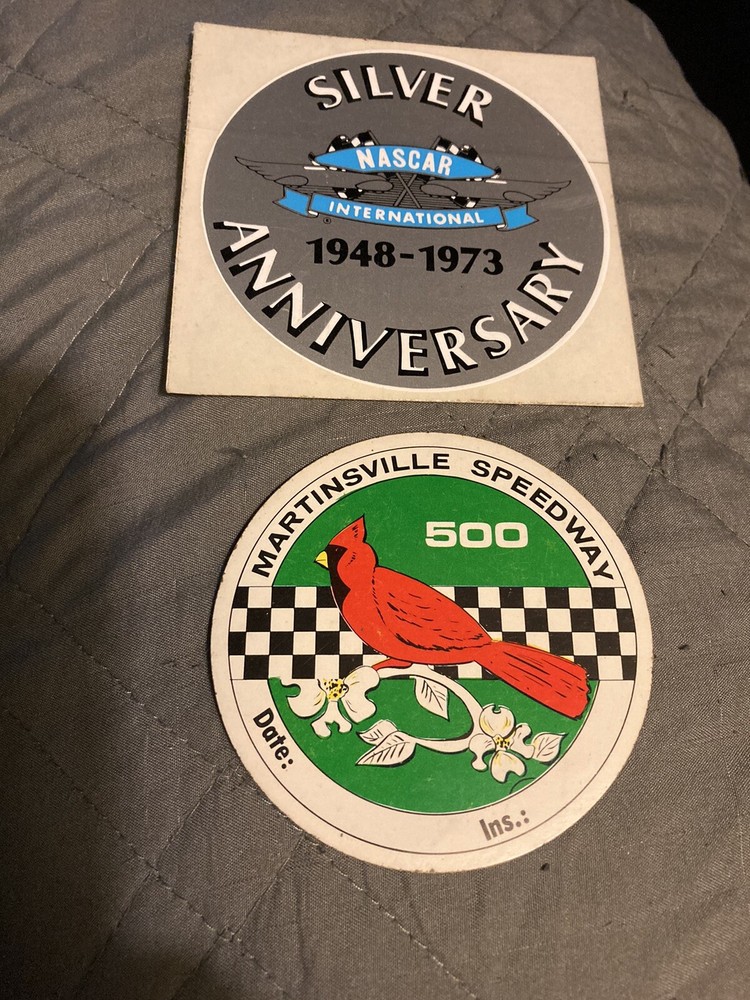 SILVER
NASCAR
INTERNATIONAL
®
1948-1973
ANNIVERSARY
MARTINSVILLE SPEEDWAY
500
Date:
Ins.: